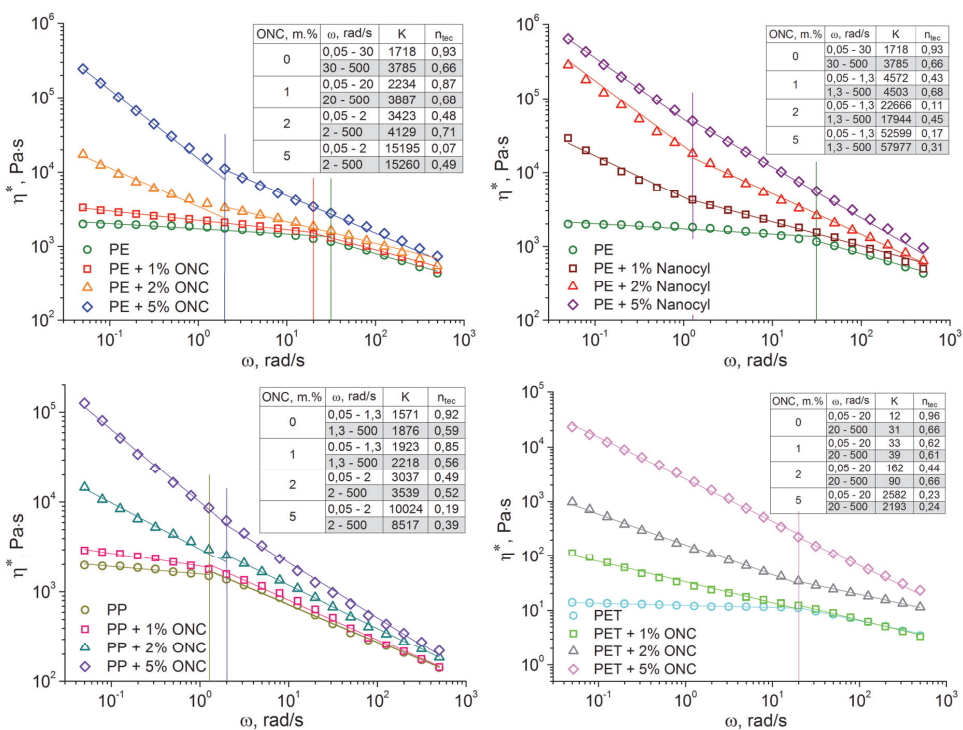 ONC, m.% ω, rad/s K n_tec
0 0,05 - 30 1718 0,93
30 - 500 3785 0,66
1 0,05 - 20 2234 0,87
20 - 500 3887 0,68
2 0,05 - 2 3423 0,48
2 - 500 4129 0,71
5 0,05 - 2 15195 0,07
2 - 500 15260 0,49
10^6
10^5
10^4
10^3
10^2
η*, Pa·s
PE
PE + 1% ONC
PE + 2% ONC
PE + 5% ONC
10^-1 10^0 10^1 10^2 10^3
ω, rad/s
ONC, m.% ω, rad/s K n_tec
0 0,05 - 30 1718 0,93
30 - 500 3785 0,66
1 0,05 - 1,3 4572 0,43
1,3 - 500 4503 0,68
2 0,05 - 1,3 22666 0,11
1,3 - 500 17944 0,45
5 0,05 - 1,3 52599 0,17
1,3 - 500 57977 0,31
10^6
10^5
10^4
10^3
10^2
η*, Pa·s
PE
PE + 1% Nanocyl
PE + 2% Nanocyl
PE + 5% Nanocyl
10^-1 10^0 10^1 10^2 10^3
ω, rad/s
ONC, m.% ω, rad/s K n_tec
0 0,05 - 1,3 1571 0,92
1,3 - 500 1876 0,59
1 0.05 - 1,3 1923 0,85
1,3 - 500 2218 0,56
2 0,05 - 2 3037 0,49
2 - 500 3539 0,52
5 0,05 - 2 10024 0,19
2 - 500 8517 0,39
10^5
10^4
10^3
10^2
η* Pa·s
PP
PP + 1% ONC
PP + 2% ONC
PP + 5% ONC
10^-1 10^0 10^1 10^2 10^3
ω, rad/s
ONC, m.% ω, rad/s K n_tec
0 0,05 - 20 12 0,96
20 - 500 31 0,66
1 0,05 - 20 33 0,62
20 - 500 39 0,61
2 0,05 - 20 162 0,44
20 - 500 90 0,66
5 0,05 - 20 2582 0,23
20 - 500 2193 0,24
10^5
10^4
10^3
10^2
10^1
10^0
η*, Pa·s
PET
PET + 1% ONC
PET + 2% ONC
PET + 5% ONC
10^-1 10^0 10^1 10^2 10^3
ω, rad/s